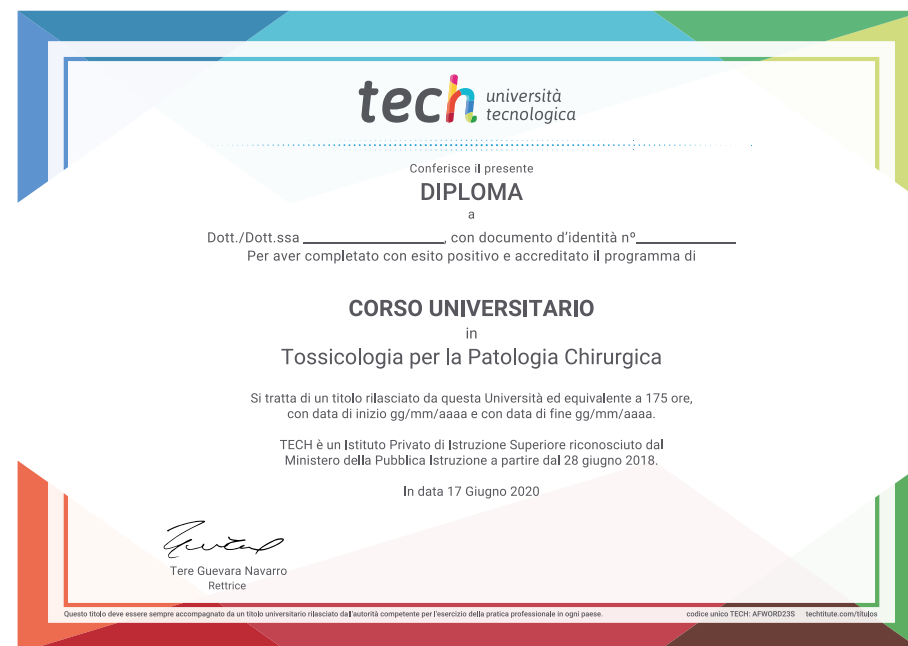 tech università
tecnologica
Conferisce il presente
DIPLOMA
a
Dott./Dott.ssa ____________________, con documento d'identità nº______________
Per aver completato con esito positivo e accreditato il programma di
CORSO UNIVERSITARIO
in
Tossicologia per la Patologia Chirurgica
Si tratta di un titolo rilasciato da questa Università ed equivalente a 175 ore,
con data di inizio gg/mm/aaaa e con data di fine gg/mm/aaaa.
TECH è un Istituto Privato di Istruzione Superiore riconosciuto dal
Ministero della Pubblica Istruzione a partire dal 28 giugno 2018.
In data 17 Giugno 2020
Tere Guevara Navarro
Rettrice
Questo titolo deve essere sempre accompagnato da un titolo universitario rilasciato dall'autorità competente per l'esercizio della pratica professionale in ogni paese. codice unico TECH: AFWORD23S techtitute.com/titulos